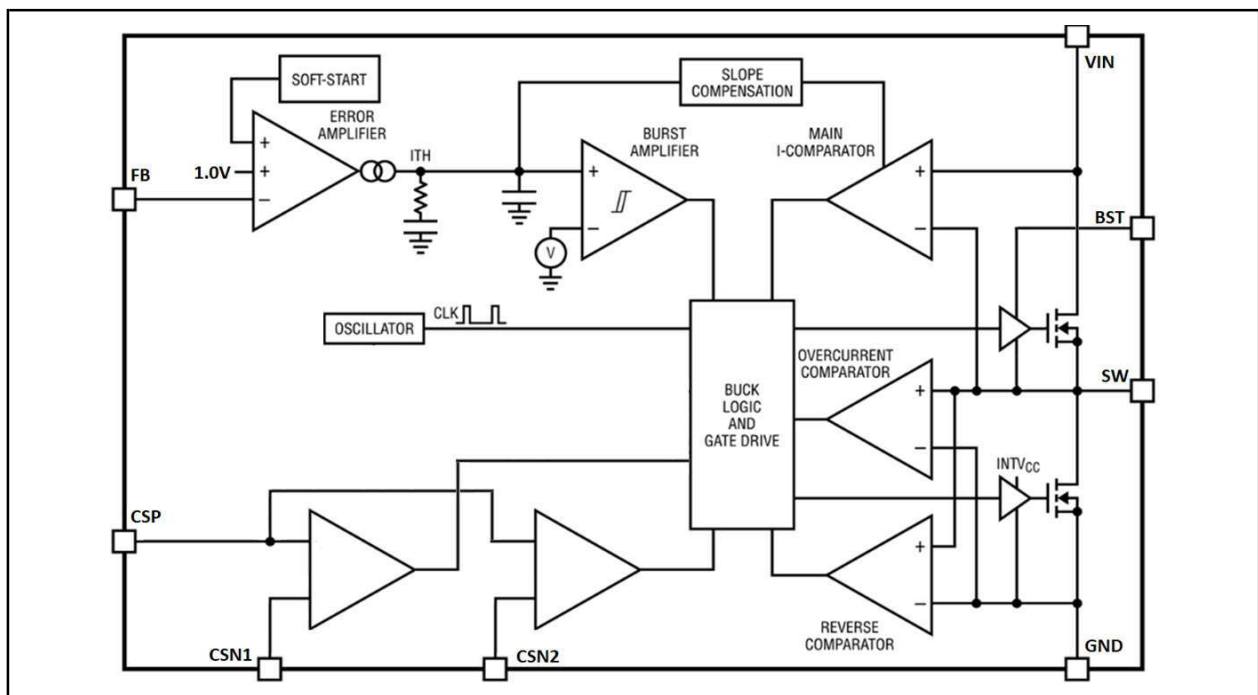 VIN
SOFT-START
SLOPE
COMPENSATION
ERROR
AMPLIFIER
BURST
AMPLIFIER
MAIN
I-COMPARATOR
ITH
FB
1.0V
+
+
−
+
−
V
+
−
BST
OSCILLATOR
CLK
BUCK
LOGIC
AND
GATE DRIVE
OVERCURRENT
COMPARATOR
+
−
SW
INTVCC
CSP
+
−
REVERSE
COMPARATOR
CSN1
CSN2
GND